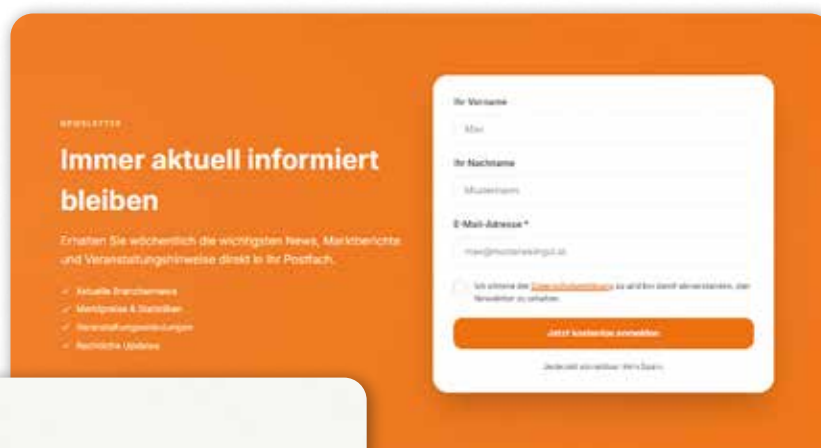 NEWSLETTER
Immer aktuell informiert
bleiben
Erhalten Sie wöchentlich die wichtigsten News, Marktberichte
und Veranstaltungshinweise direkt in Ihr Postfach.
✓ Aktuelle Branchennews
✓ Marktpreise & Statistiken
✓ Veranstaltungseinladungen
✓ Rechtliche Updates
Ihr Vorname
Max
Ihr Nachname
Mustermann
E-Mail-Adresse *
Ich stimme der Datenschutzerklärung zu und bin damit einverstanden, den
Newsletter zu erhalten.
Jetzt kostenlos anmelden
Jederzeit abmeldbar. Kein Spam.